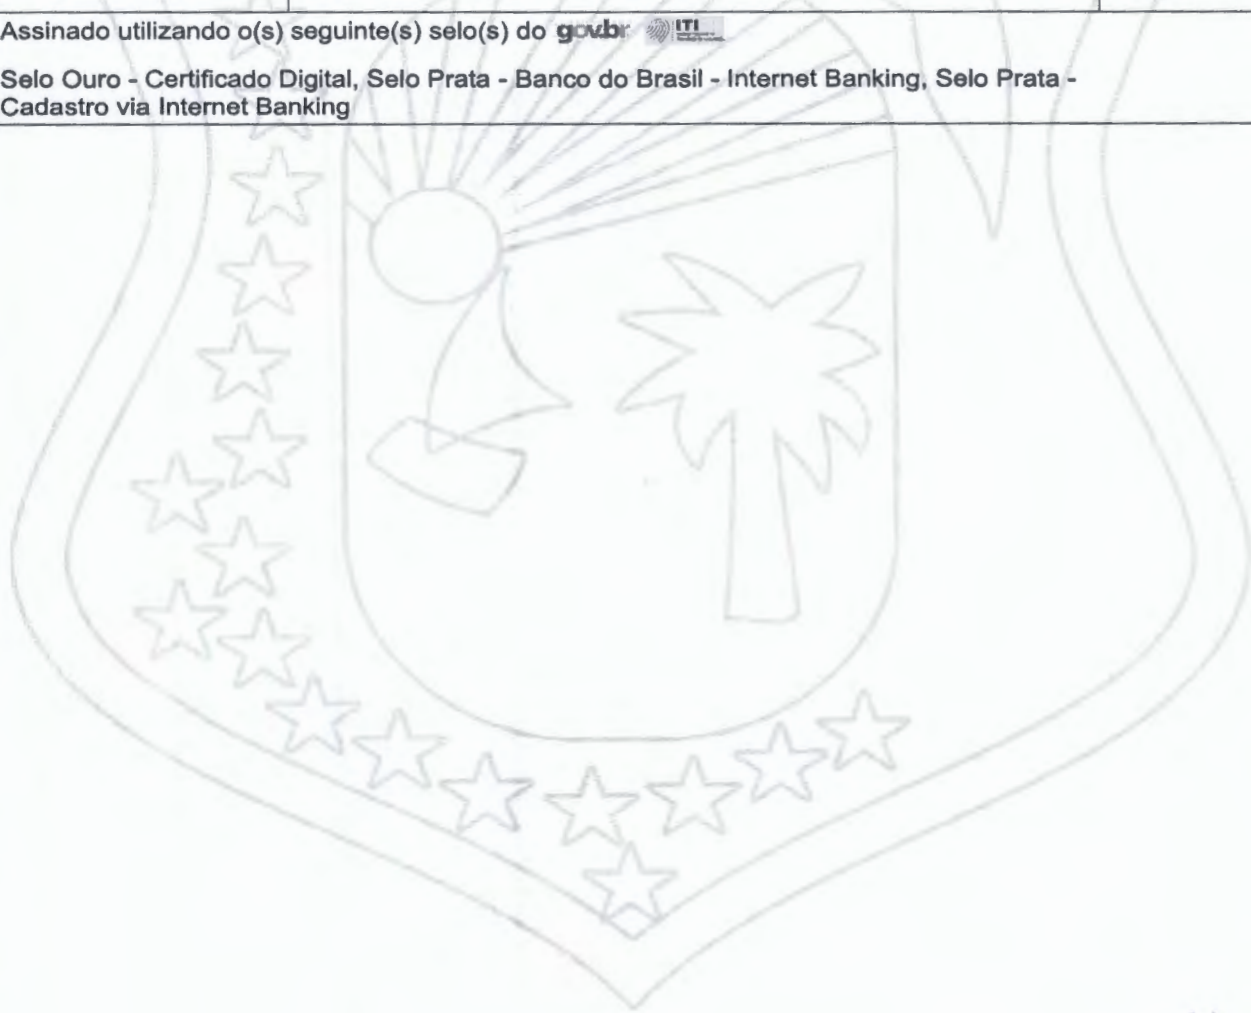 Assinado utilizando o(s) seguinte(s) selo(s) do gov.br ITI
Selo Ouro - Certificado Digital, Selo Prata - Banco do Brasil - Internet Banking, Selo Prata -
Cadastro via Internet Banking